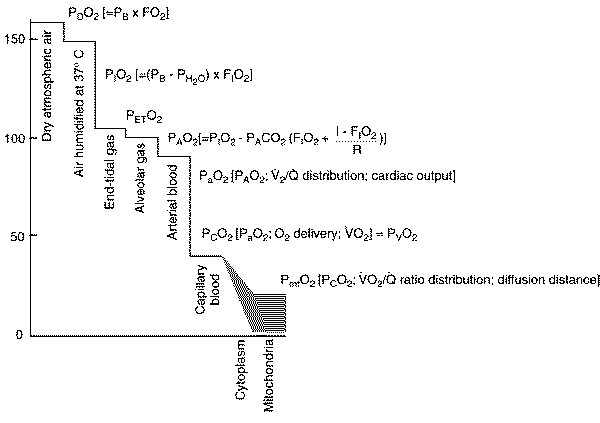 PDO2 [=PB x FO2]
150
Dry atmospheric air
Air humidified at 37° C
PIO2 [=(PB - PH2O) x FIO2]
PETO2
100
End-tidal gas
Alveolar gas
Arterial blood
PAO2[=PIO2 - PACO2 {FIO2 + I - FIO2 / R )]
PaO2 {PAO2; V̇2/Q̇ distribution; cardiac output]
PCO2 [PaO2; O2 delivery; V̇O2} = PVO2
50
Capillary
blood
PmtO2 {PCO2; V̇O2/Q̇ ratio distribution; diffusion distance]
0
Cytoplasm
Mitochondria